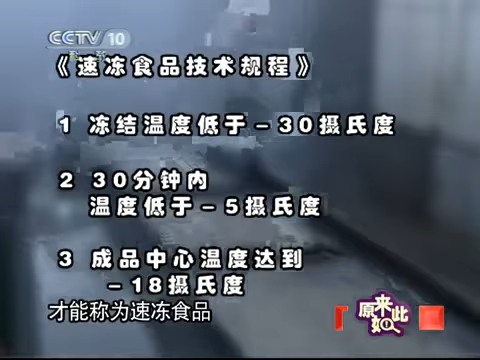 CCTV 10
科教
《速冻食品技术规程》
1 冻结温度低于-30摄氏度
2 30分钟内
温度低于-5摄氏度
3 成品中心温度达到
-18摄氏度
才能称为速冻食品
原来如此